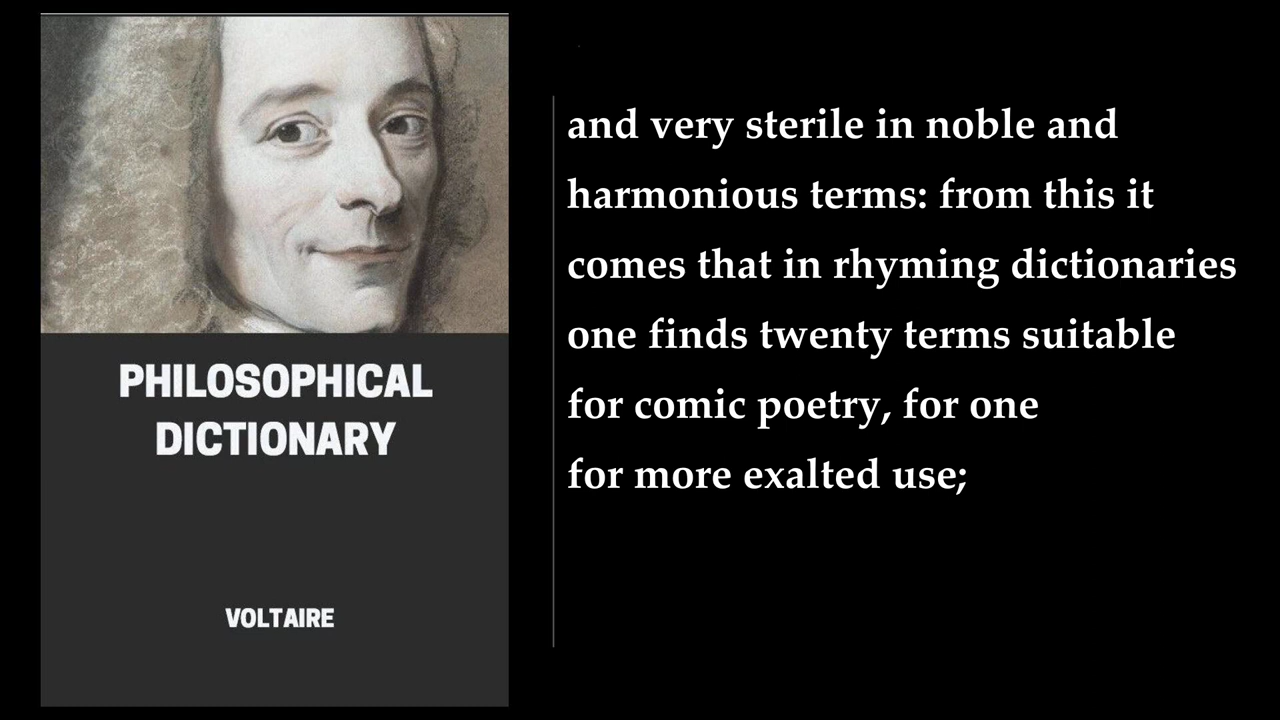 PHILOSOPHICAL
DICTIONARY
VOLTAIRE
and very sterile in noble and
harmonious terms: from this it
comes that in rhyming dictionaries
one finds twenty terms suitable
for comic poetry, for one
for more exalted use;